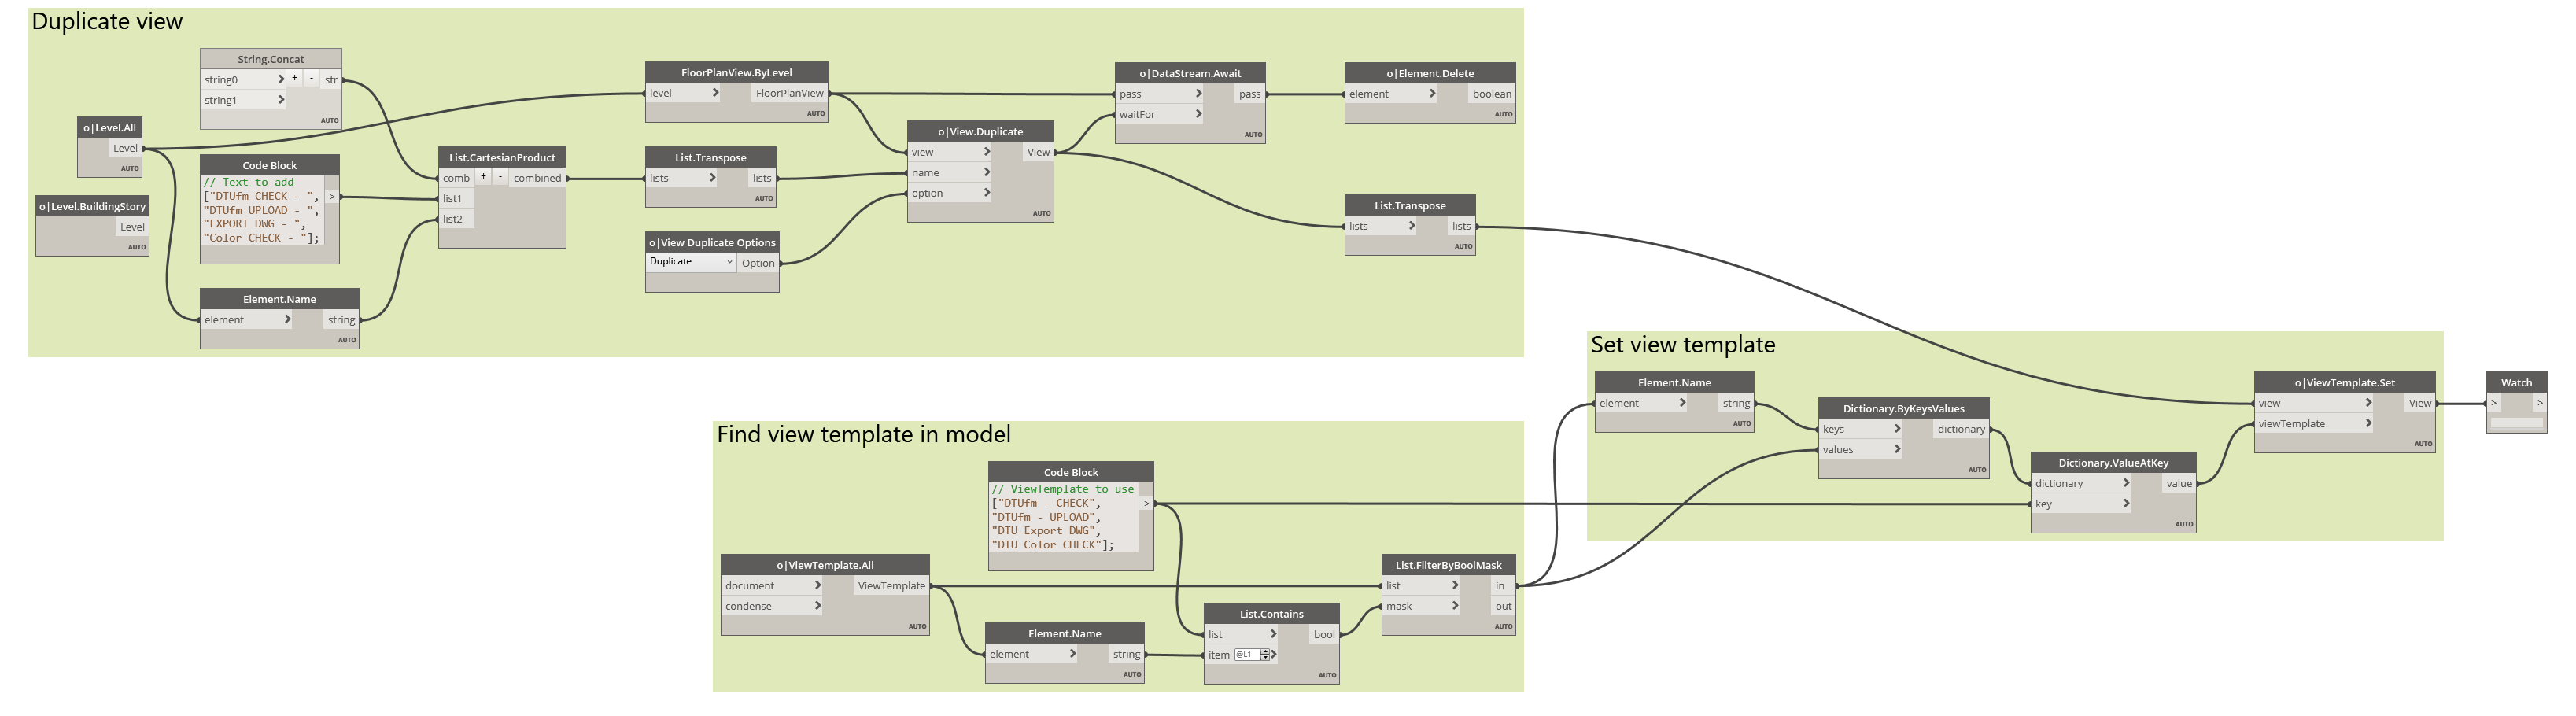 Duplicate view
String.Concat
string0 > + - str
string1 >
AUTO
o|Level.All
Level
AUTO
o|Level.BuildingStory
Level
AUTO
Code Block
// Text to add
["DTUfm CHECK - ", >
"DTUfm UPLOAD - ",
"EXPORT DWG - ",
"Color CHECK - "];
Element.Name
element > string
AUTO
List.CartesianProduct
comb + - combined
list1
list2
FloorPlanView.ByLevel
level > FloorPlanView
AUTO
List.Transpose
lists > lists
AUTO
o|View Duplicate Options
Duplicate Option
o|View.Duplicate
view > View
name >
option >
AUTO
o|DataStream.Await
pass > pass
waitFor >
AUTO
o|Element.Delete
element > boolean
AUTO
List.Transpose
lists > lists
AUTO
Find view template in model
Code Block
// ViewTemplate to use
["DTUfm - CHECK", >
"DTUfm - UPLOAD",
"DTU Export DWG",
"DTU Color CHECK"];
o|ViewTemplate.All
document > ViewTemplate
condense >
AUTO
Element.Name
element > string
AUTO
List.Contains
list > bool
item @L1 >
AUTO
List.FilterByBoolMask
list > in
mask > out
AUTO
Set view template
Element.Name
element > string
AUTO
Dictionary.ByKeysValues
keys > dictionary
values >
AUTO
Dictionary.ValueAtKey
dictionary > value
key >
AUTO
o|ViewTemplate.Set
view > View
viewTemplate >
AUTO
Watch
> >